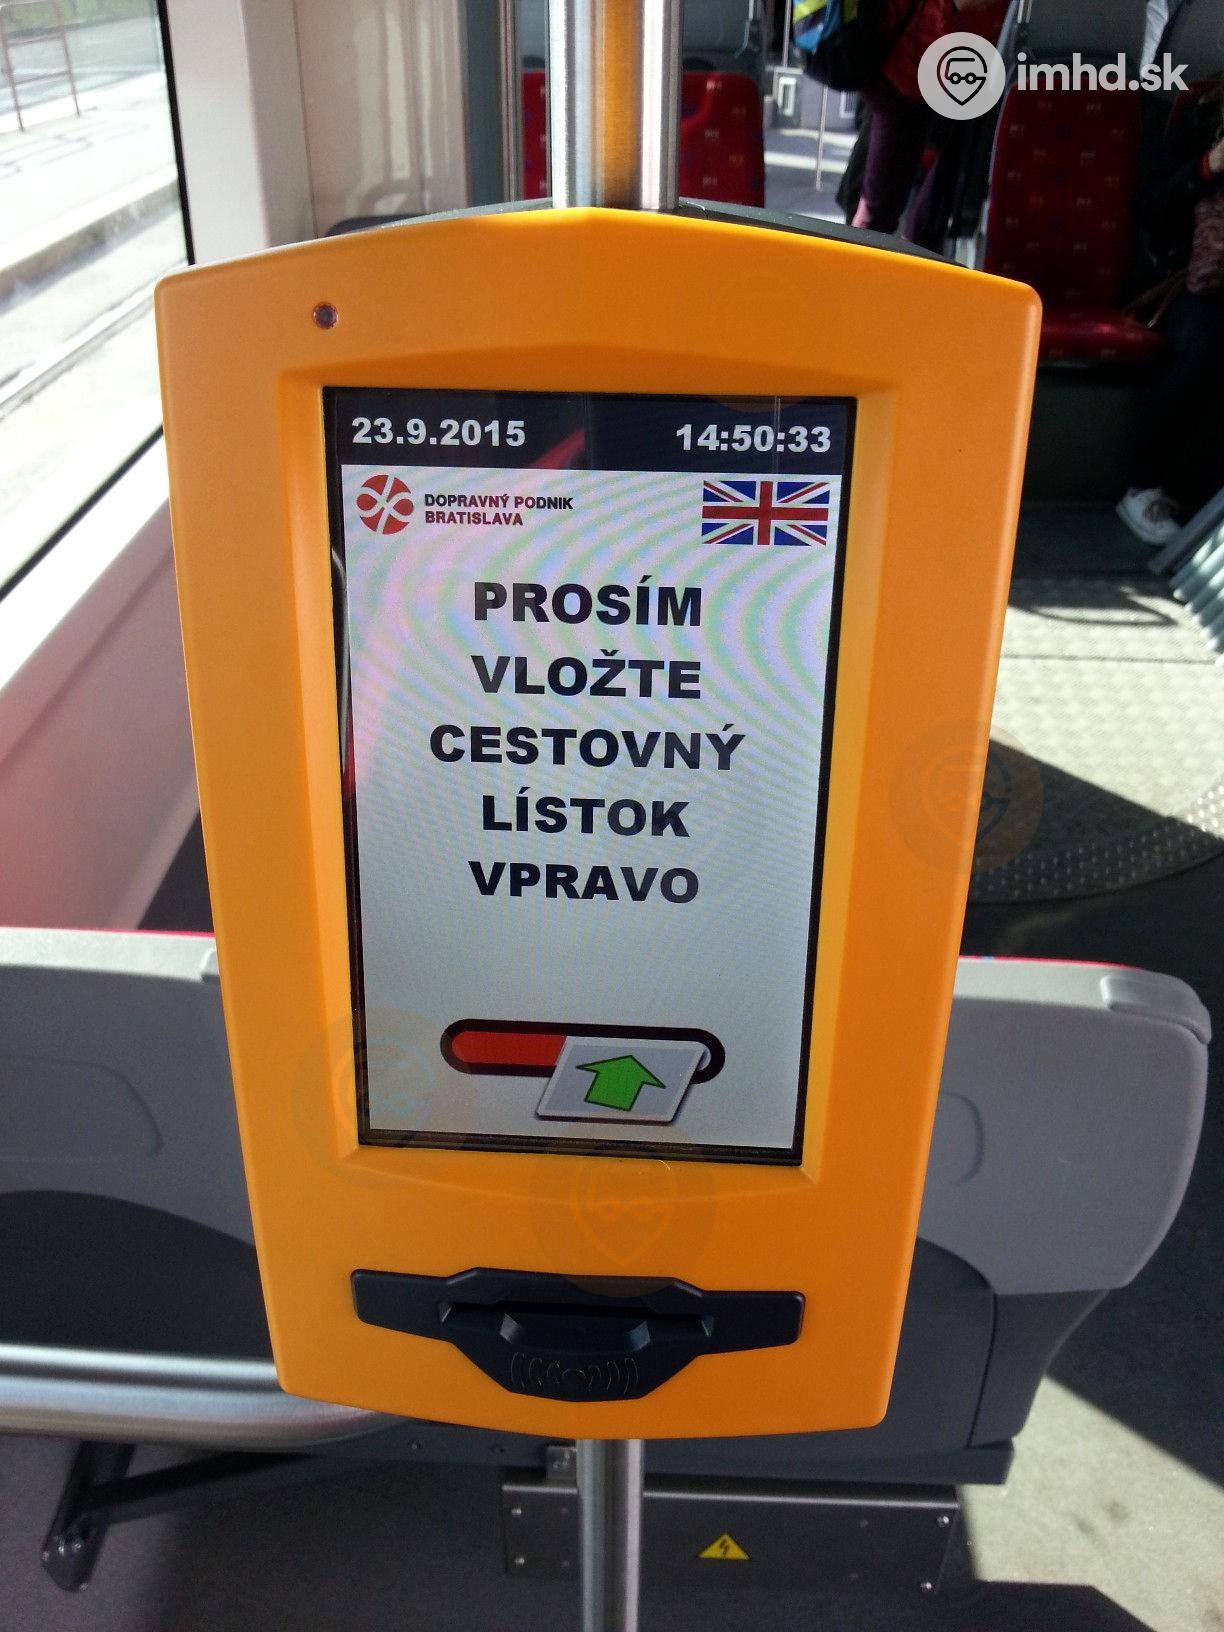 imhd.sk
23.9.2015 14:50:33
DOPRAVNÝ PODNIK
BRATISLAVA
PROSÍM
VLOŽTE
CESTOVNÝ
LÍSTOK
VPRAVO